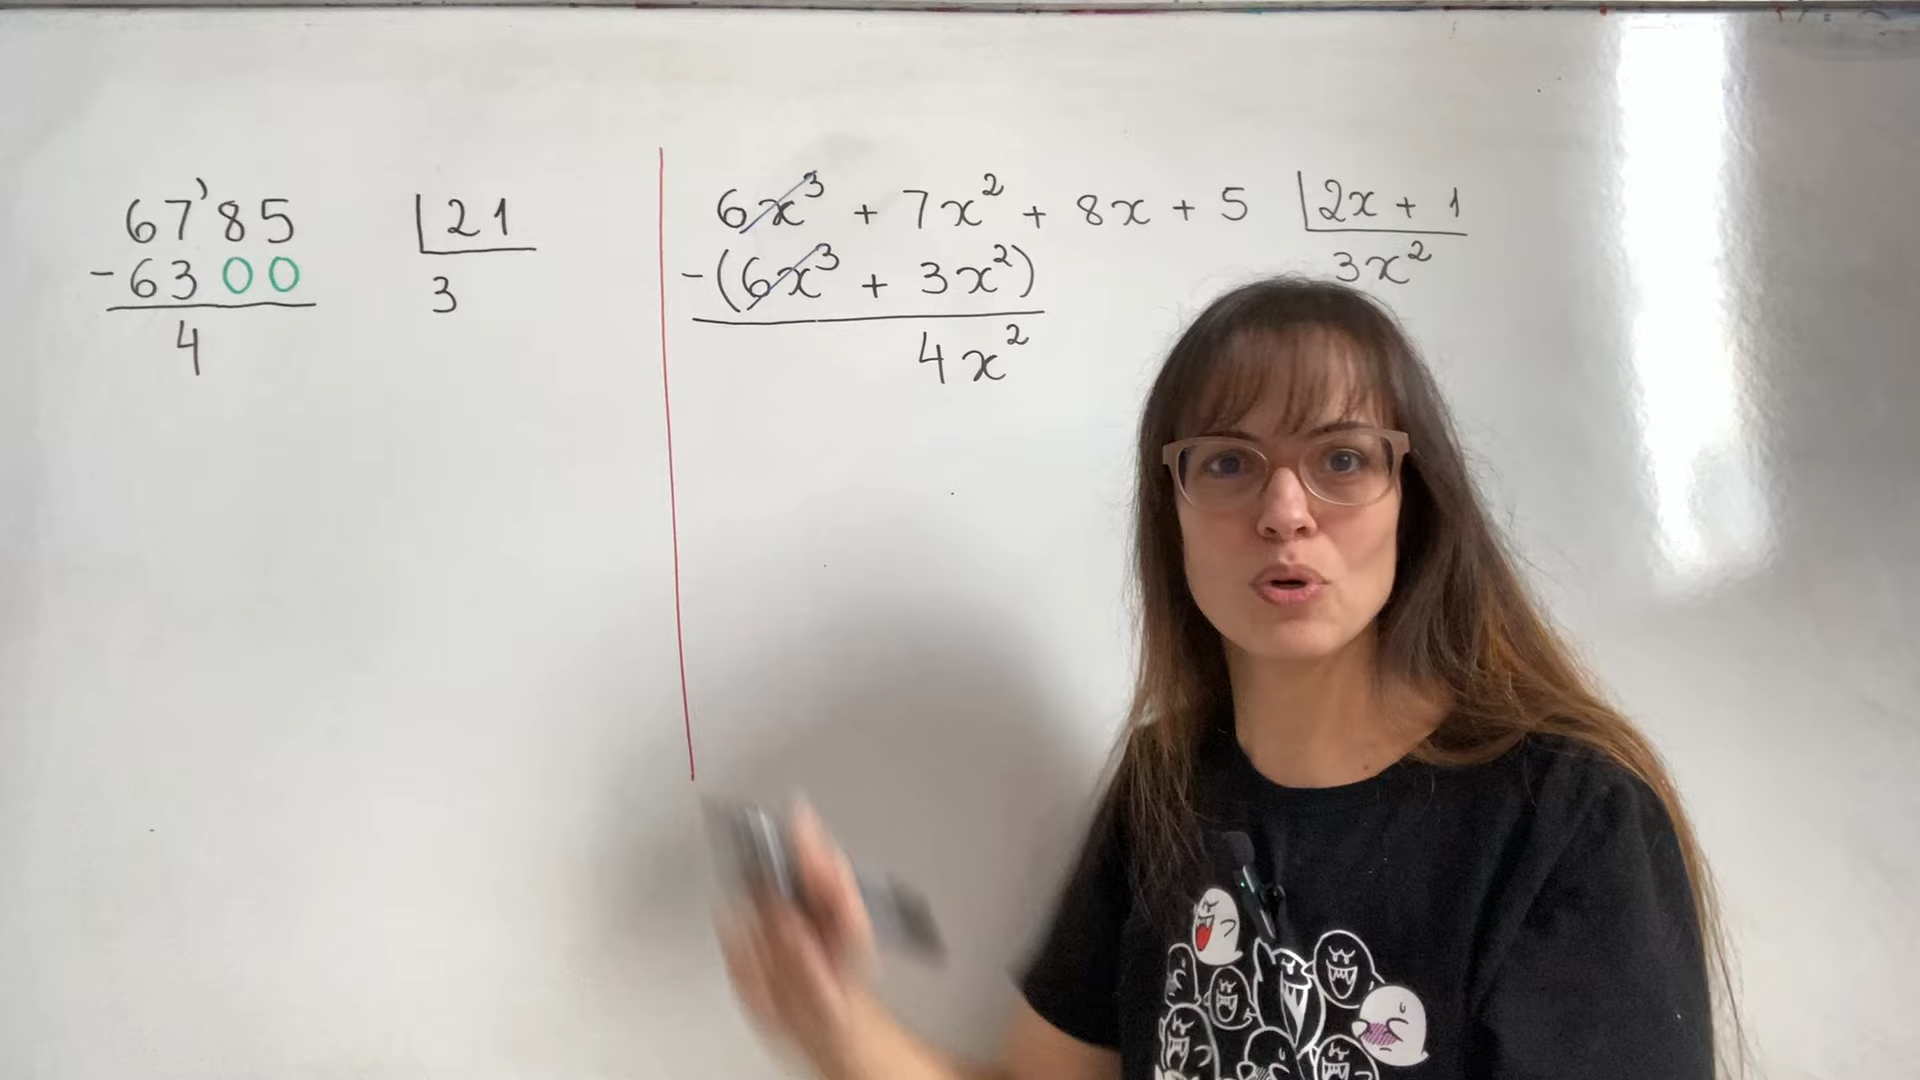 67'85 |21
-6300 3
4
6x³ + 7x² + 8x + 5 |2x + 1
-(6x³ + 3x²) 3x²
4x²